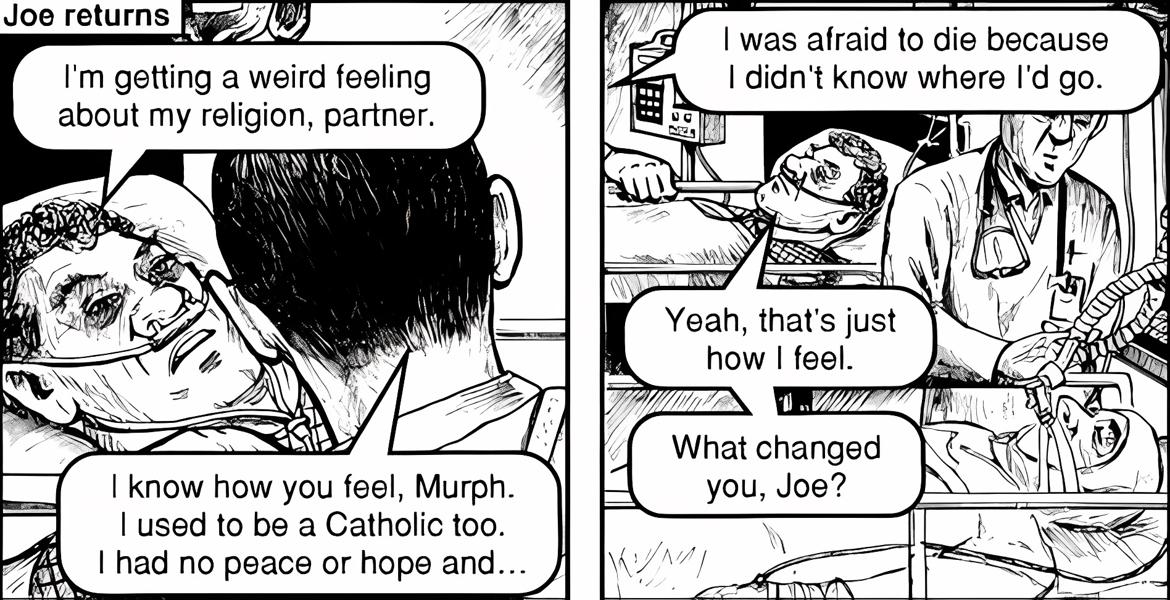 Joe returns
I'm getting a weird feeling
about my religion, partner.
I know how you feel, Murph.
I used to be a Catholic too.
I had no peace or hope and...
I was afraid to die because
I didn't know where I'd go.
Yeah, that's just
how I feel.
What changed
you, Joe?